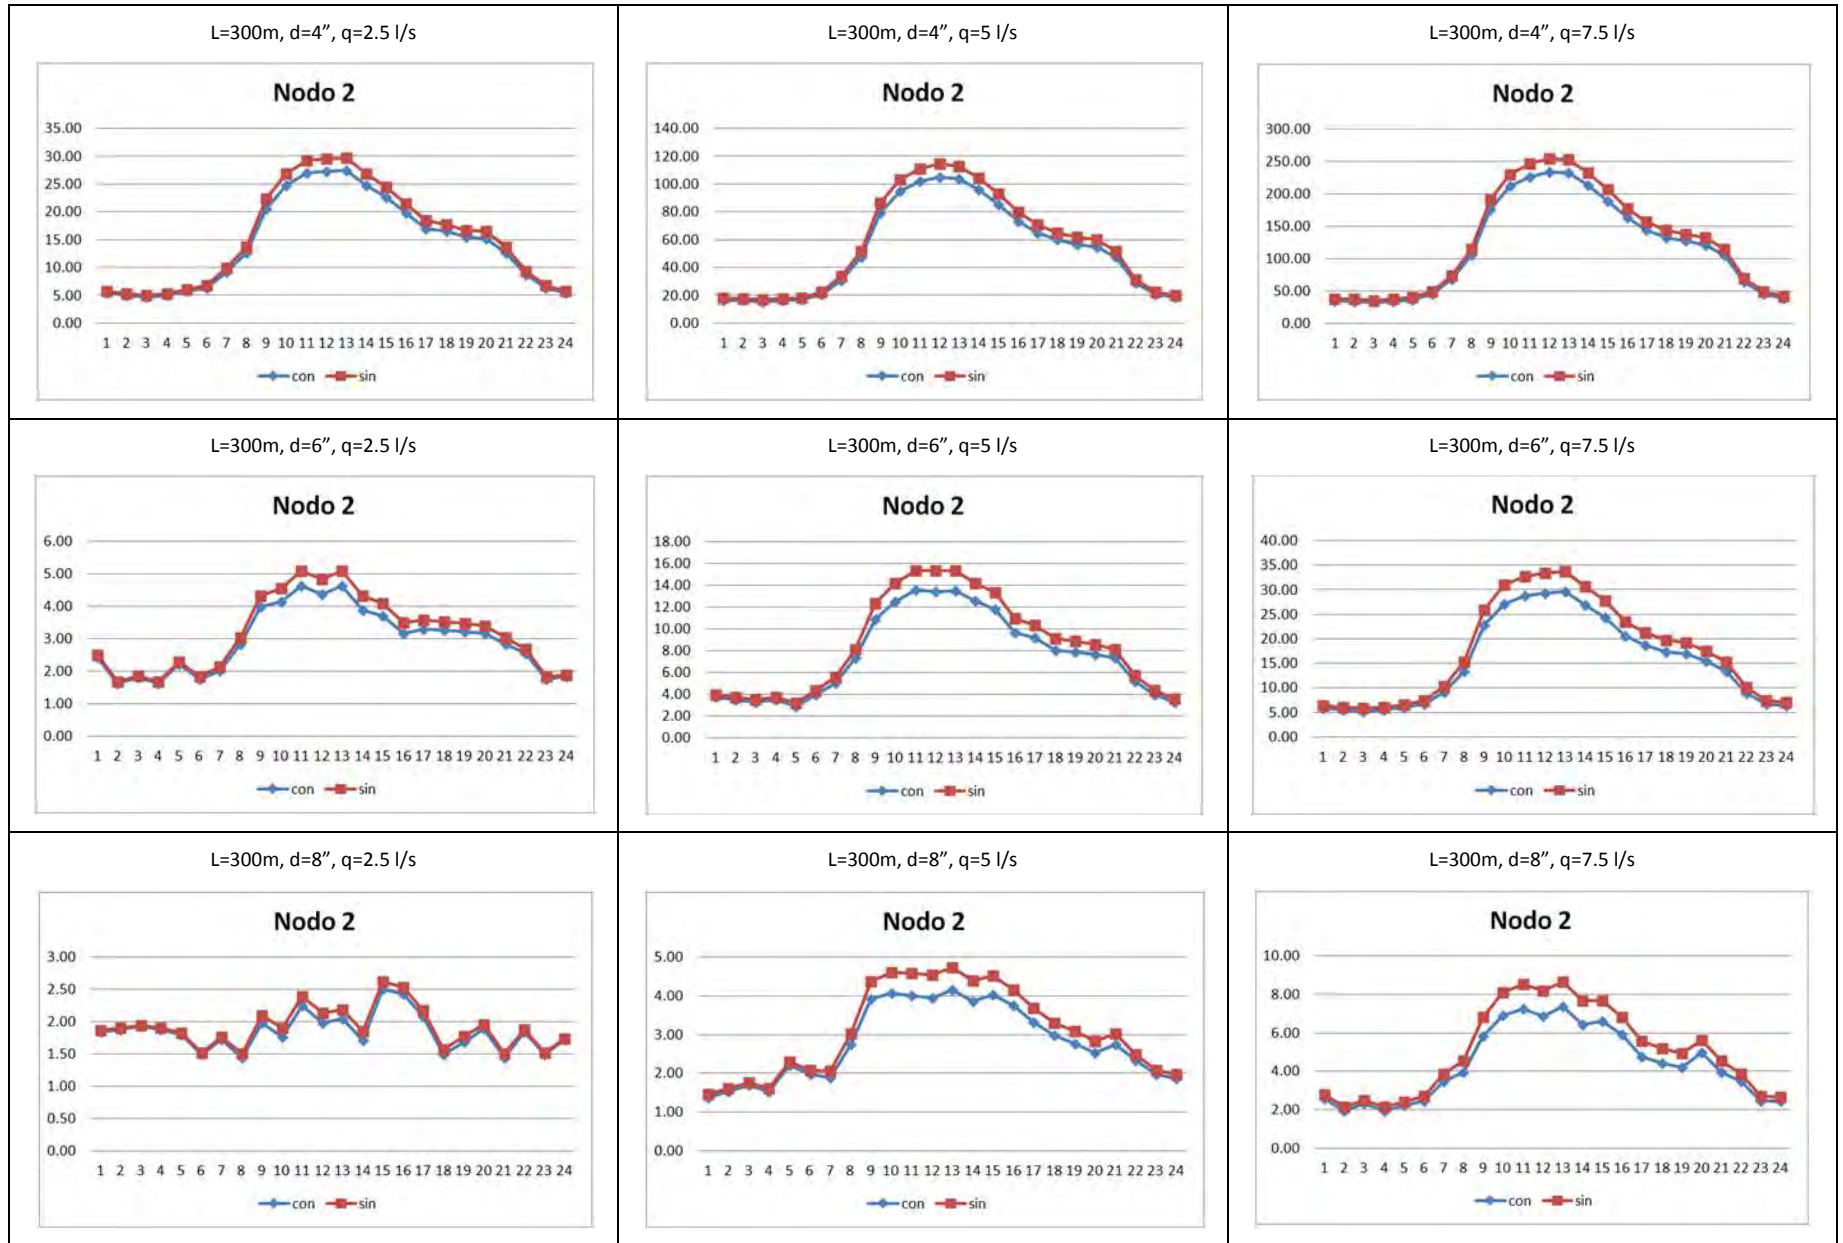 L=300m, d=4”, q=2.5 l/s
Nodo 2
35.00
30.00
25.00
20.00
15.00
10.00
5.00
0.00
1 2 3 4 5 6 7 8 9 10 11 12 13 14 15 16 17 18 19 20 21 22 23 24
con sin
L=300m, d=4”, q=5 l/s
Nodo 2
140.00
120.00
100.00
80.00
60.00
40.00
20.00
0.00
1 2 3 4 5 6 7 8 9 10 11 12 13 14 15 16 17 18 19 20 21 22 23 24
con sin
L=300m, d=4”, q=7.5 l/s
Nodo 2
300.00
250.00
200.00
150.00
100.00
50.00
0.00
1 2 3 4 5 6 7 8 9 10 11 12 13 14 15 16 17 18 19 20 21 22 23 24
con sin
L=300m, d=6”, q=2.5 l/s
Nodo 2
6.00
5.00
4.00
3.00
2.00
1.00
0.00
1 2 3 4 5 6 7 8 9 10 11 12 13 14 15 16 17 18 19 20 21 22 23 24
con sin
L=300m, d=6”, q=5 l/s
Nodo 2
18.00
16.00
14.00
12.00
10.00
8.00
6.00
4.00
2.00
0.00
1 2 3 4 5 6 7 8 9 10 11 12 13 14 15 16 17 18 19 20 21 22 23 24
con sin
L=300m, d=6”, q=7.5 l/s
Nodo 2
40.00
35.00
30.00
25.00
20.00
15.00
10.00
5.00
0.00
1 2 3 4 5 6 7 8 9 10 11 12 13 14 15 16 17 18 19 20 21 22 23 24
con sin
L=300m, d=8”, q=2.5 l/s
Nodo 2
3.00
2.50
2.00
1.50
1.00
0.50
0.00
1 2 3 4 5 6 7 8 9 10 11 12 13 14 15 16 17 18 19 20 21 22 23 24
con sin
L=300m, d=8”, q=5 l/s
Nodo 2
5.00
4.00
3.00
2.00
1.00
0.00
1 2 3 4 5 6 7 8 9 10 11 12 13 14 15 16 17 18 19 20 21 22 23 24
con sin
L=300m, d=8”, q=7.5 l/s
Nodo 2
10.00
8.00
6.00
4.00
2.00
0.00
1 2 3 4 5 6 7 8 9 10 11 12 13 14 15 16 17 18 19 20 21 22 23 24
con sin